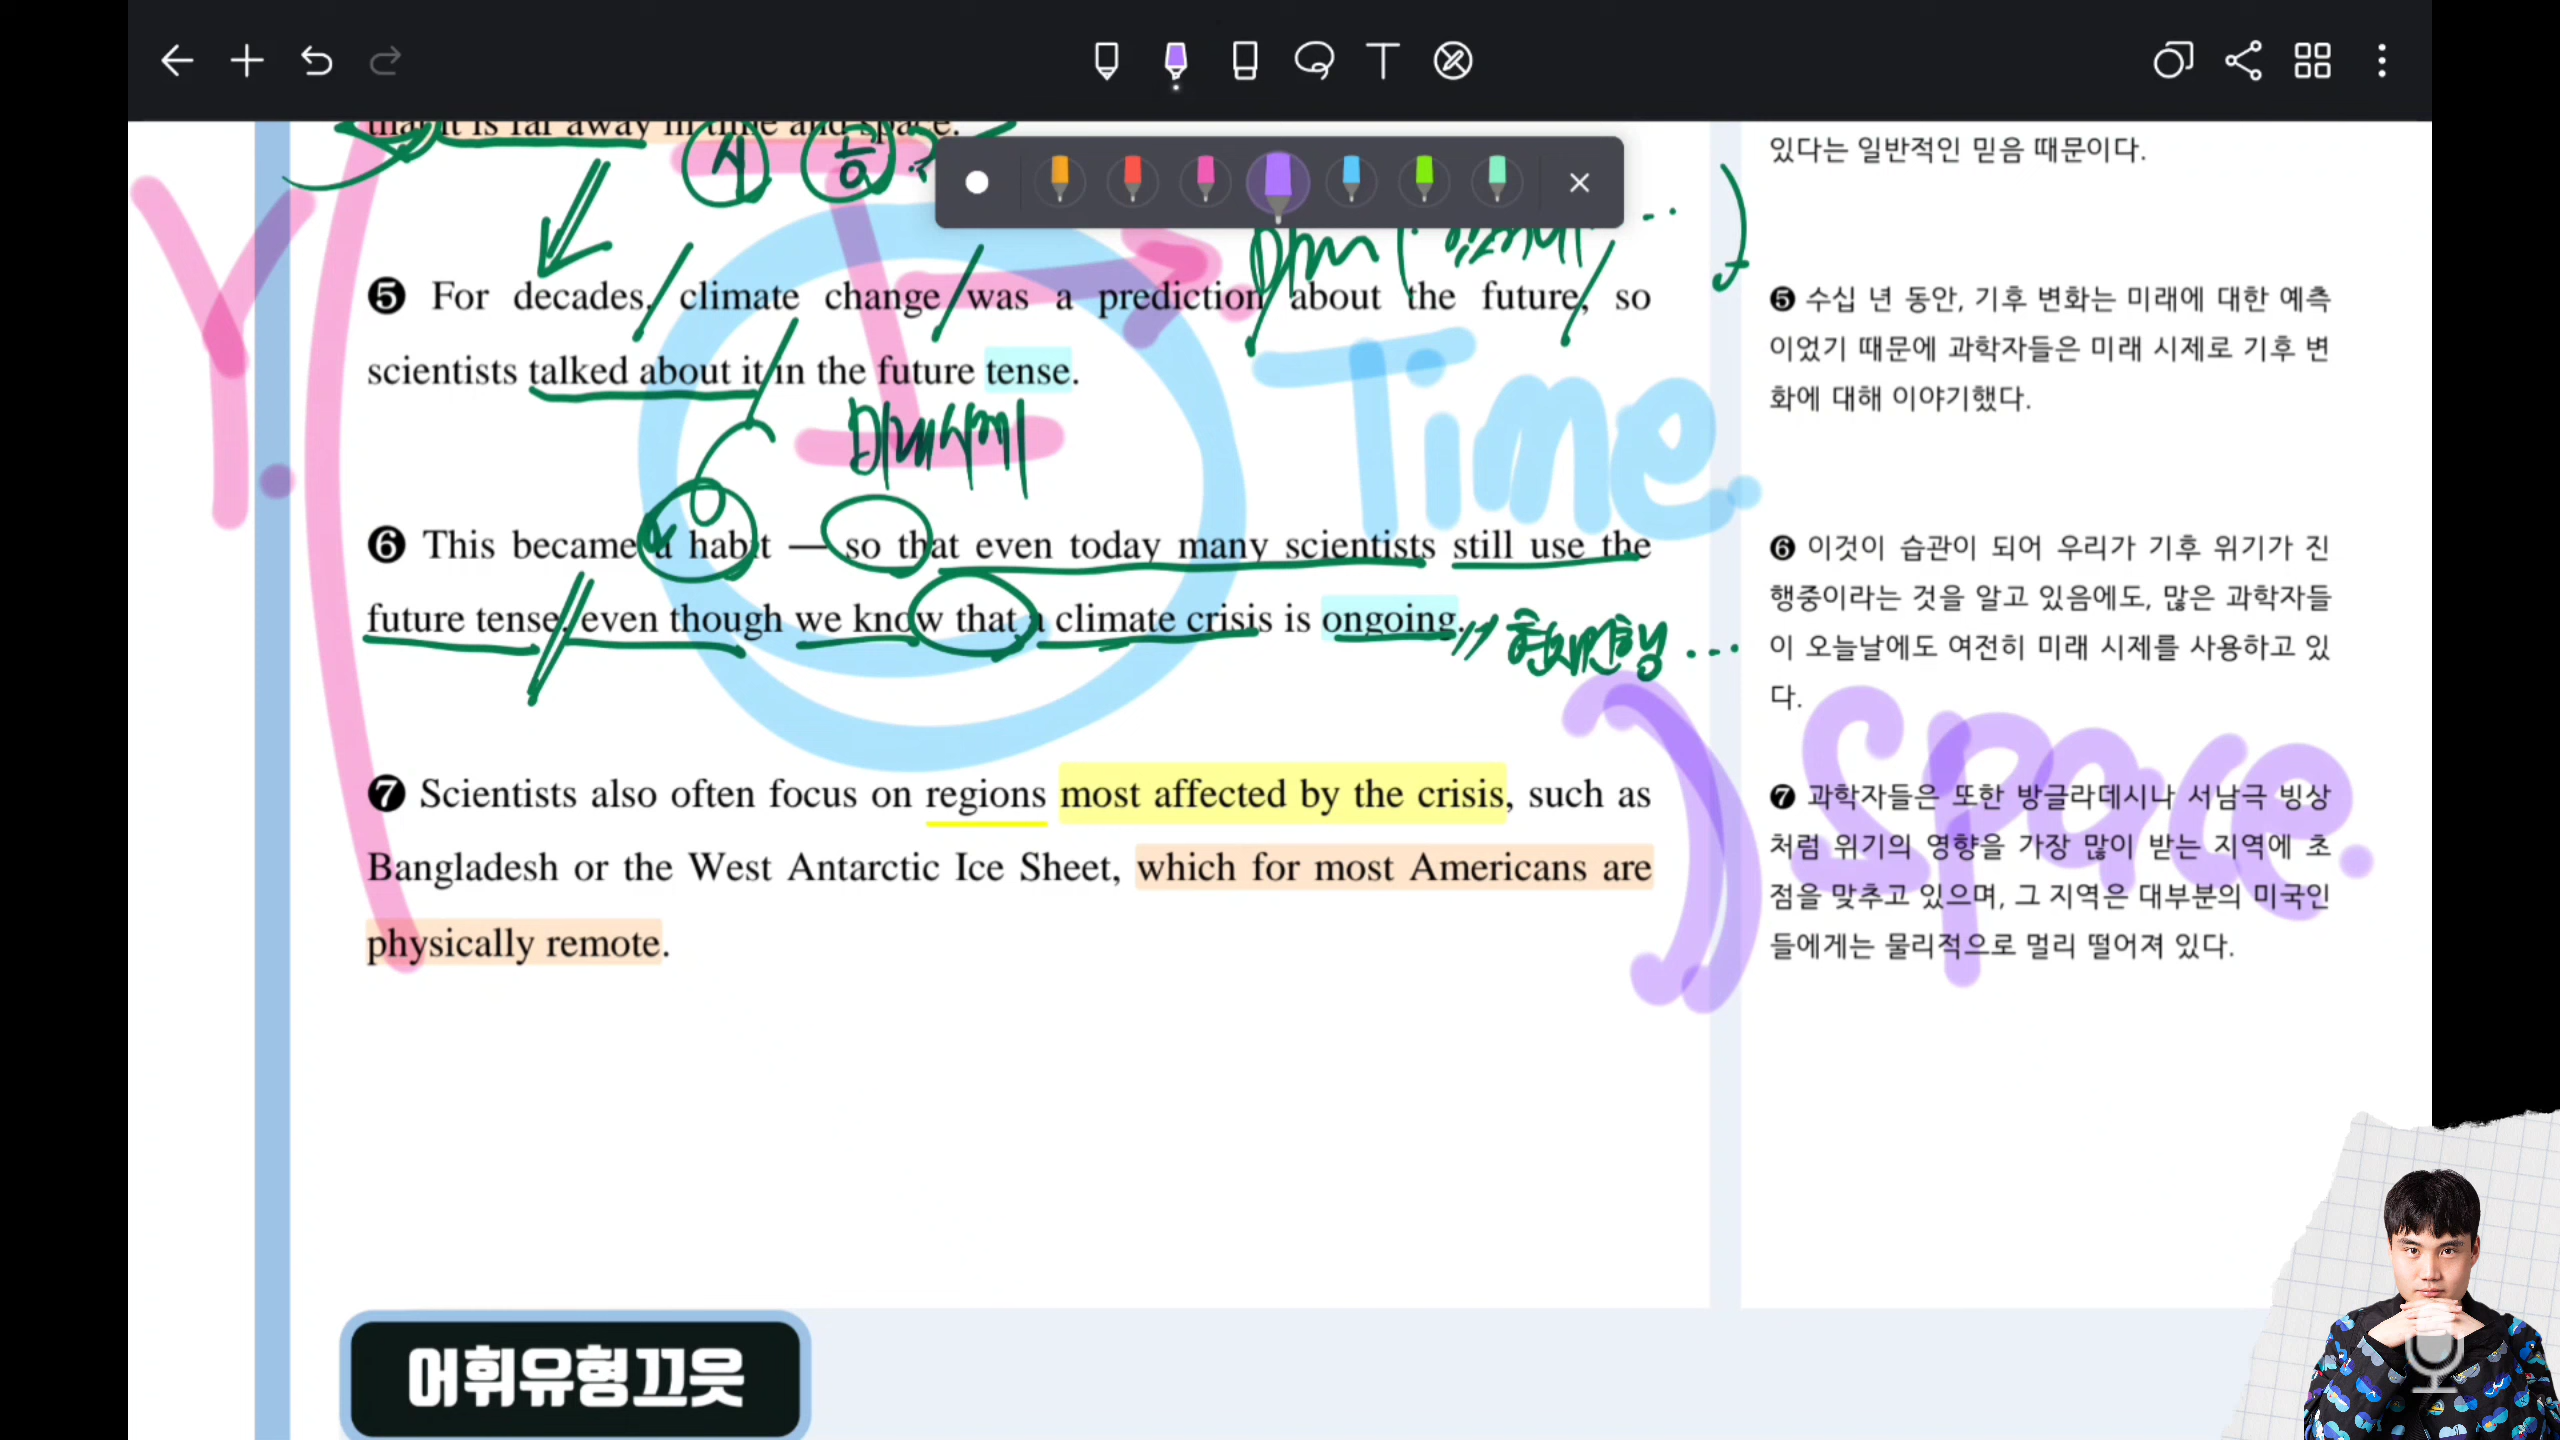 that it is far away in time and space.
시 공
있다는 일반적인 믿음 때문이다.
❺ For decades, climate change was a prediction about the future, so
scientists talked about it in the future tense.
미래시제
Time.
Y.
❺ 수십 년 동안, 기후 변화는 미래에 대한 예측
이었기 때문에 과학자들은 미래 시제로 기후 변
화에 대해 이야기했다.
❻ This became a habit — so that even today many scientists still use the
future tense, even though we know that a climate crisis is ongoing.
현재진행 ...
❻ 이것이 습관이 되어 우리가 기후 위기가 진
행중이라는 것을 알고 있음에도, 많은 과학자들
이 오늘날에도 여전히 미래 시제를 사용하고 있
다.
Space.
❼ Scientists also often focus on regions most affected by the crisis, such as
Bangladesh or the West Antarctic Ice Sheet, which for most Americans are
physically remote.
❼ 과학자들은 또한 방글라데시나 서남극 빙상
처럼 위기의 영향을 가장 많이 받는 지역에 초
점을 맞추고 있으며, 그 지역은 대부분의 미국인
들에게는 물리적으로 멀리 떨어져 있다.
어휘유형끄읏